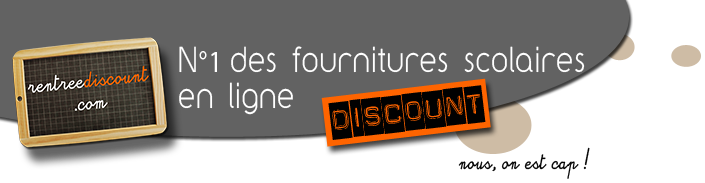 rentreediscount
.com
N°1 des fournitures scolaires
en ligne
DISCOUNT
nous, on est cap !